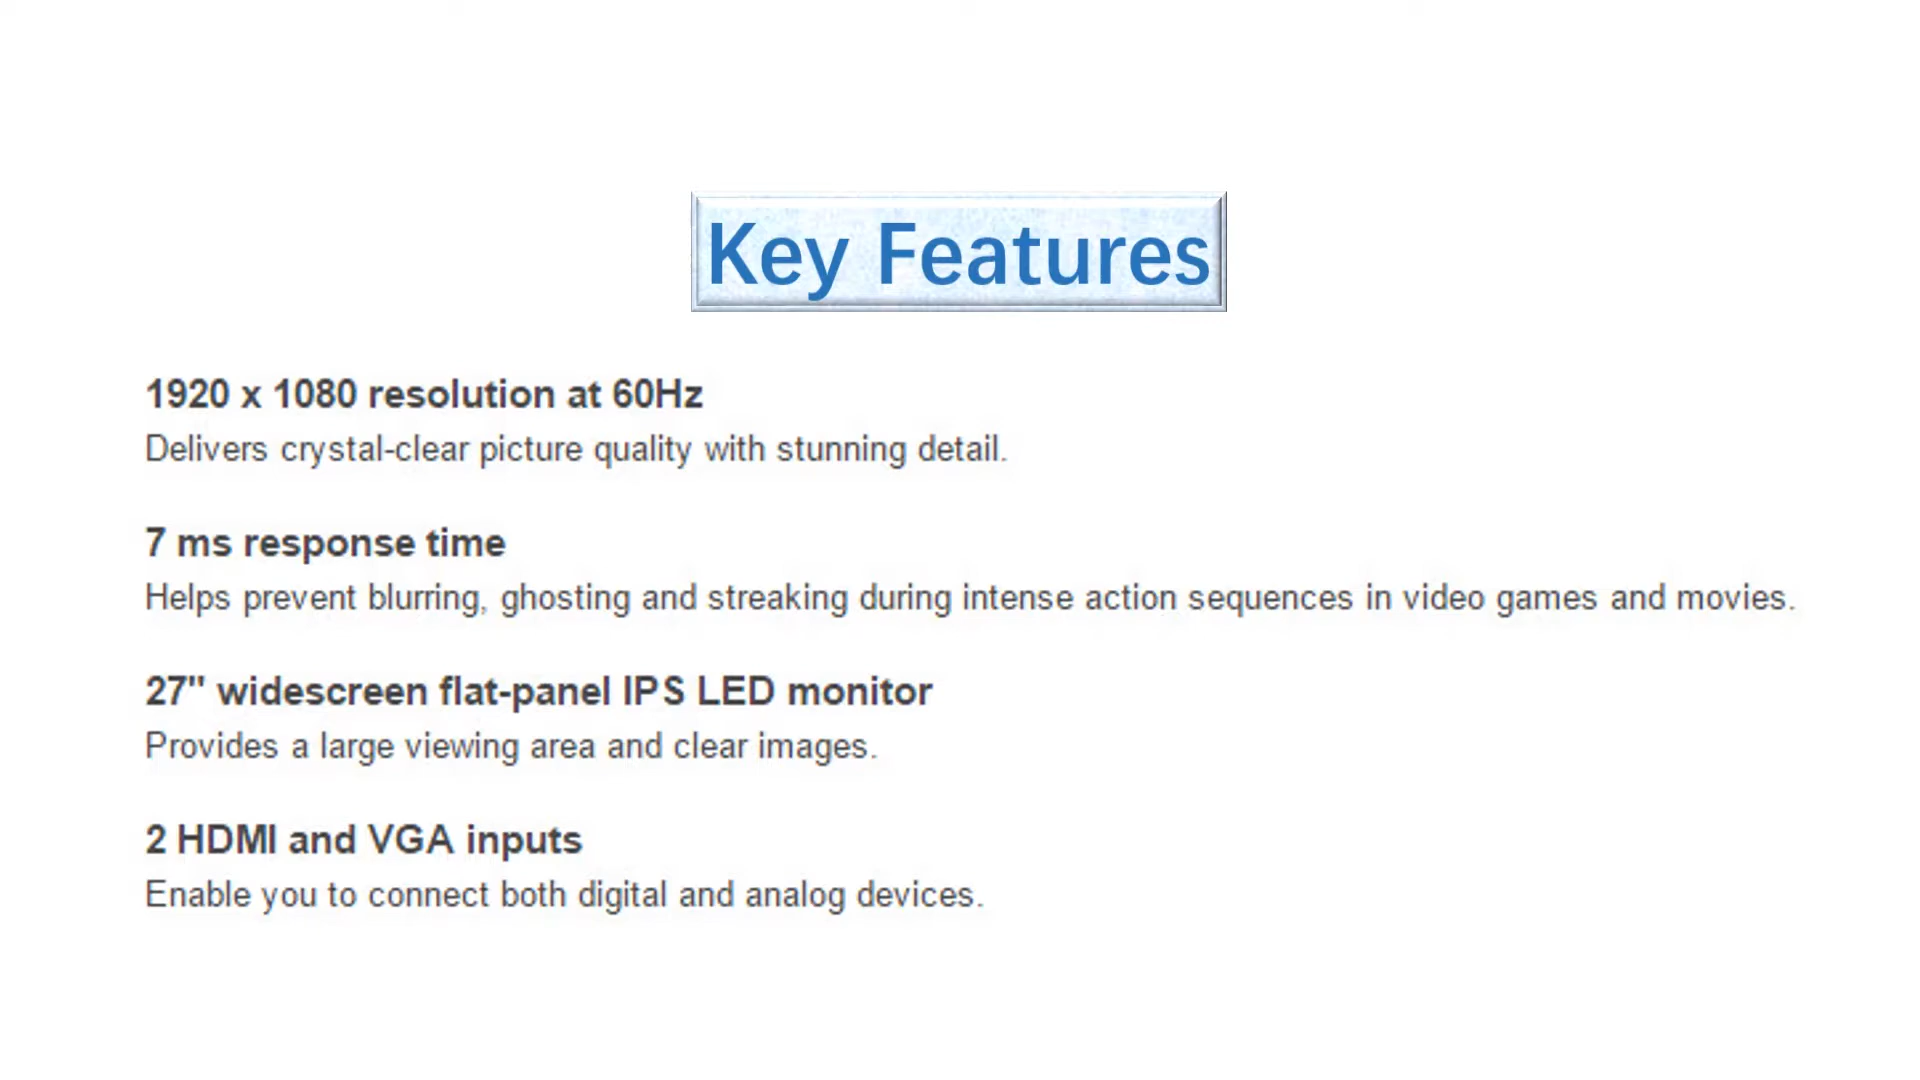 Key Features
1920 x 1080 resolution at 60Hz
Delivers crystal-clear picture quality with stunning detail.
7 ms response time
Helps prevent blurring, ghosting and streaking during intense action sequences in video games and movies.
27" widescreen flat-panel IPS LED monitor
Provides a large viewing area and clear images.
2 HDMI and VGA inputs
Enable you to connect both digital and analog devices.